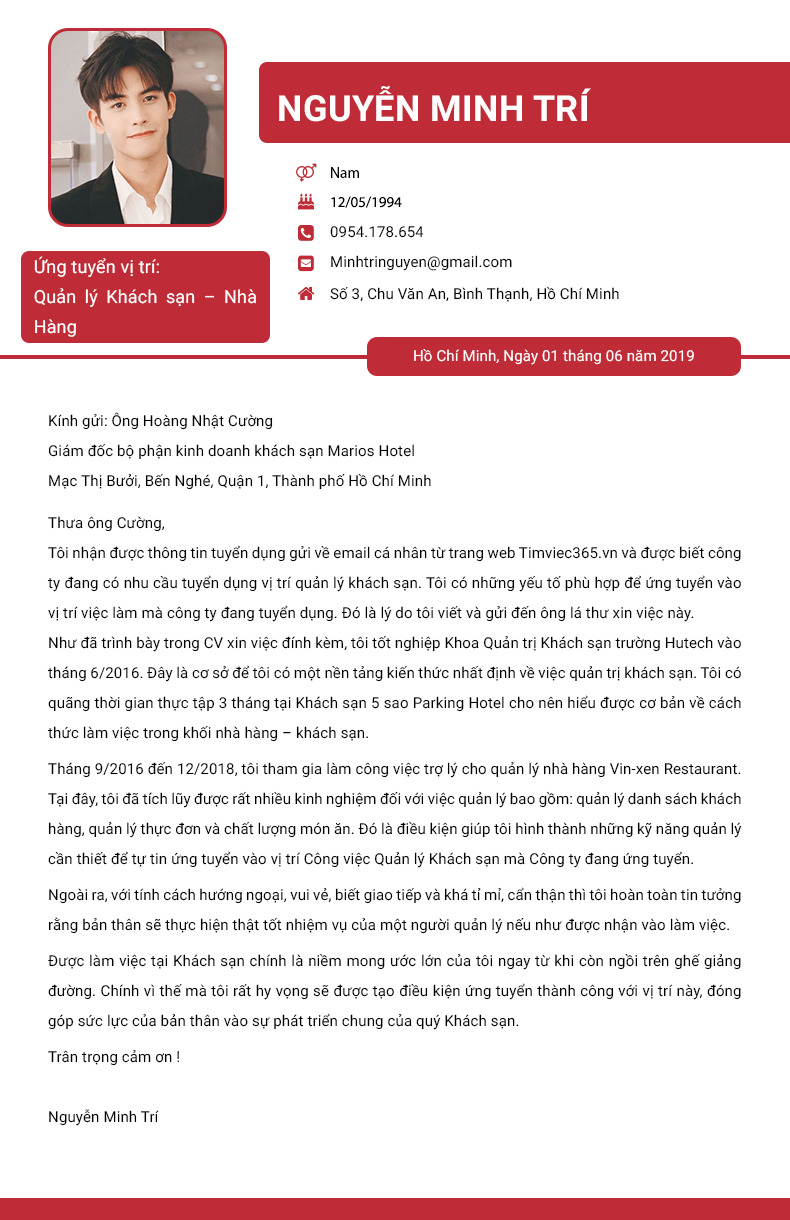 NGUYỄN MINH TRÍ
Nam
12/05/1994
0954.178.654
Minhtringuyen@gmail.com
Số 3, Chu Văn An, Bình Thạnh, Hồ Chí Minh
Ứng tuyển vị trí:
Quản lý Khách sạn – Nhà
Hàng
Hồ Chí Minh, Ngày 01 tháng 06 năm 2019
Kính gửi: Ông Hoàng Nhật Cường
Giám đốc bộ phận kinh doanh khách sạn Marios Hotel
Mạc Thị Bưởi, Bến Nghé, Quận 1, Thành phố Hồ Chí Minh
Thưa ông Cường,
Tôi nhận được thông tin tuyển dụng gửi về email cá nhân từ trang web Timviec365.vn và được biết công
ty đang có nhu cầu tuyển dụng vị trí quản lý khách sạn. Tôi có những yếu tố phù hợp để ứng tuyển vào
vị trí việc làm mà công ty đang tuyển dụng. Đó là lý do tôi viết và gửi đến ông lá thư xin việc này.
Như đã trình bày trong CV xin việc đính kèm, tôi tốt nghiệp Khoa Quản trị Khách sạn trường Hutech vào
tháng 6/2016. Đây là cơ sở để tôi có một nền tảng kiến thức nhất định về việc quản trị khách sạn. Tôi có
quãng thời gian thực tập 3 tháng tại Khách sạn 5 sao Parking Hotel cho nên hiểu được cơ bản về cách
thức làm việc trong khối nhà hàng – khách sạn.
Tháng 9/2016 đến 12/2018, tôi tham gia làm công việc trợ lý cho quản lý nhà hàng Vin-xen Restaurant.
Tại đây, tôi đã tích lũy được rất nhiều kinh nghiệm đối với việc quản lý bao gồm: quản lý danh sách khách
hàng, quản lý thực đơn và chất lượng món ăn. Đó là điều kiện giúp tôi hình thành những kỹ năng quản lý
cần thiết để tự tin ứng tuyển vào vị trí Công việc Quản lý Khách sạn mà Công ty đang ứng tuyển.
Ngoài ra, với tính cách hướng ngoại, vui vẻ, biết giao tiếp và khá tỉ mỉ, cẩn thận thì tôi hoàn toàn tin tưởng
rằng bản thân sẽ thực hiện thật tốt nhiệm vụ của một người quản lý nếu như được nhận vào làm việc.
Được làm việc tại Khách sạn chính là niềm mong ước lớn của tôi ngay từ khi còn ngồi trên ghế giảng
đường. Chính vì thế mà tôi rất hy vọng sẽ được tạo điều kiện ứng tuyển thành công với vị trí này, đóng
góp sức lực của bản thân vào sự phát triển chung của quý Khách sạn.
Trân trọng cảm ơn !
Nguyễn Minh Trí